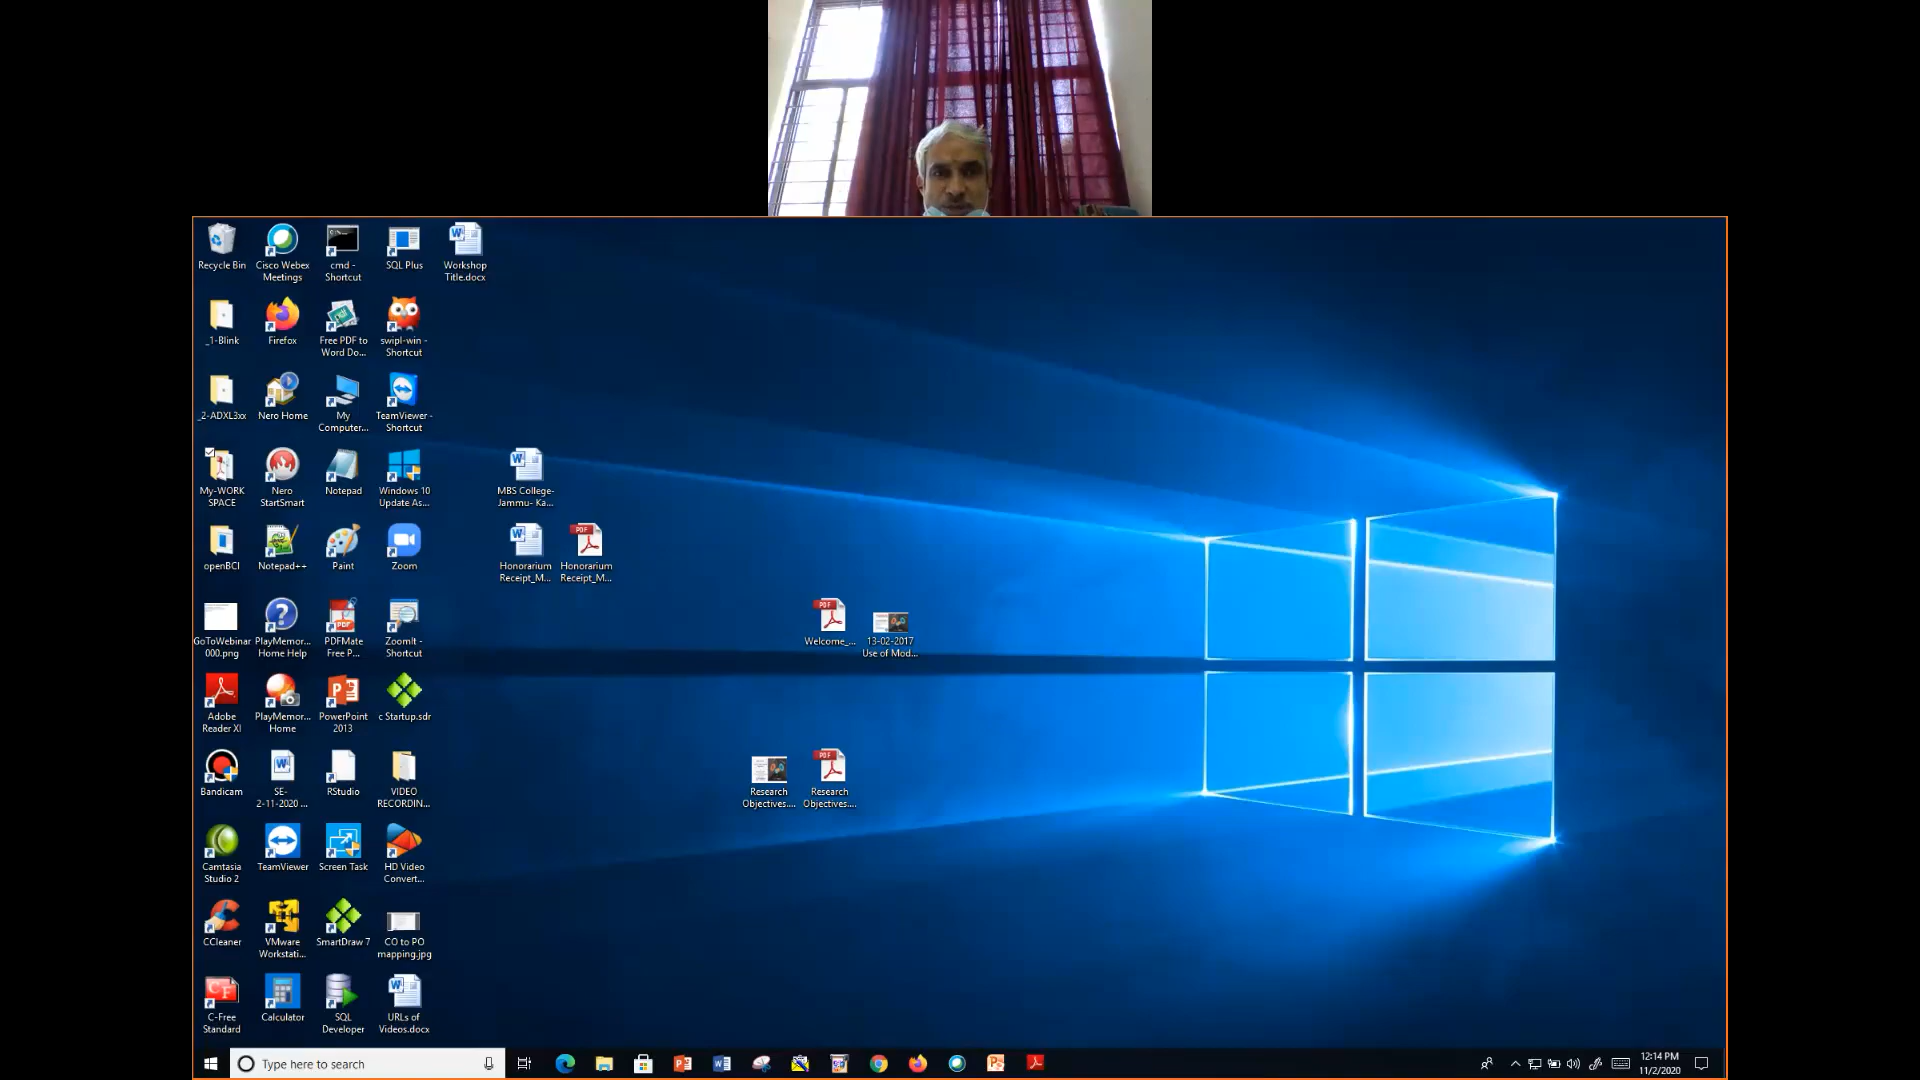 Recycle Bin
Cisco Webex
Meetings
cmd -
Shortcut
SQL Plus
Workshop
Title.docx
_1-Blink
Firefox
Free PDF to
Word Do...
swipl-win -
Shortcut
_2-ADXL3xx
Nero Home
My
Computer...
TeamViewer -
Shortcut
My-WORK
SPACE
Nero
StartSmart
Notepad
Windows 10
Update As...
MBS College-
Jammu- Ka...
openBCI
Notepad++
Paint
Zoom
Honorarium
Receipt_M...
Honorarium
Receipt_M...
GoToWebinar
000.png
PlayMemor...
Home Help
PDFMate
Free P...
ZoomIt -
Shortcut
Welcome_...
13-02-2017
Use of Mod...
Adobe
Reader XI
PlayMemor...
Home
PowerPoint
2013
c Startup.sdr
Bandicam
SE-
2-11-2020 ...
RStudio
VIDEO
RECORDIN...
Research
Objectives....
Research
Objectives....
Camtasia
Studio 2
TeamViewer
Screen Task
HD Video
Convert...
CCleaner
VMware
Workstati...
SmartDraw 7
CO to PO
mapping.jpg
C-Free
Standard
Calculator
SQL
Developer
URLs of
Videos.docx
Type here to search
12:14 PM
11/2/2020